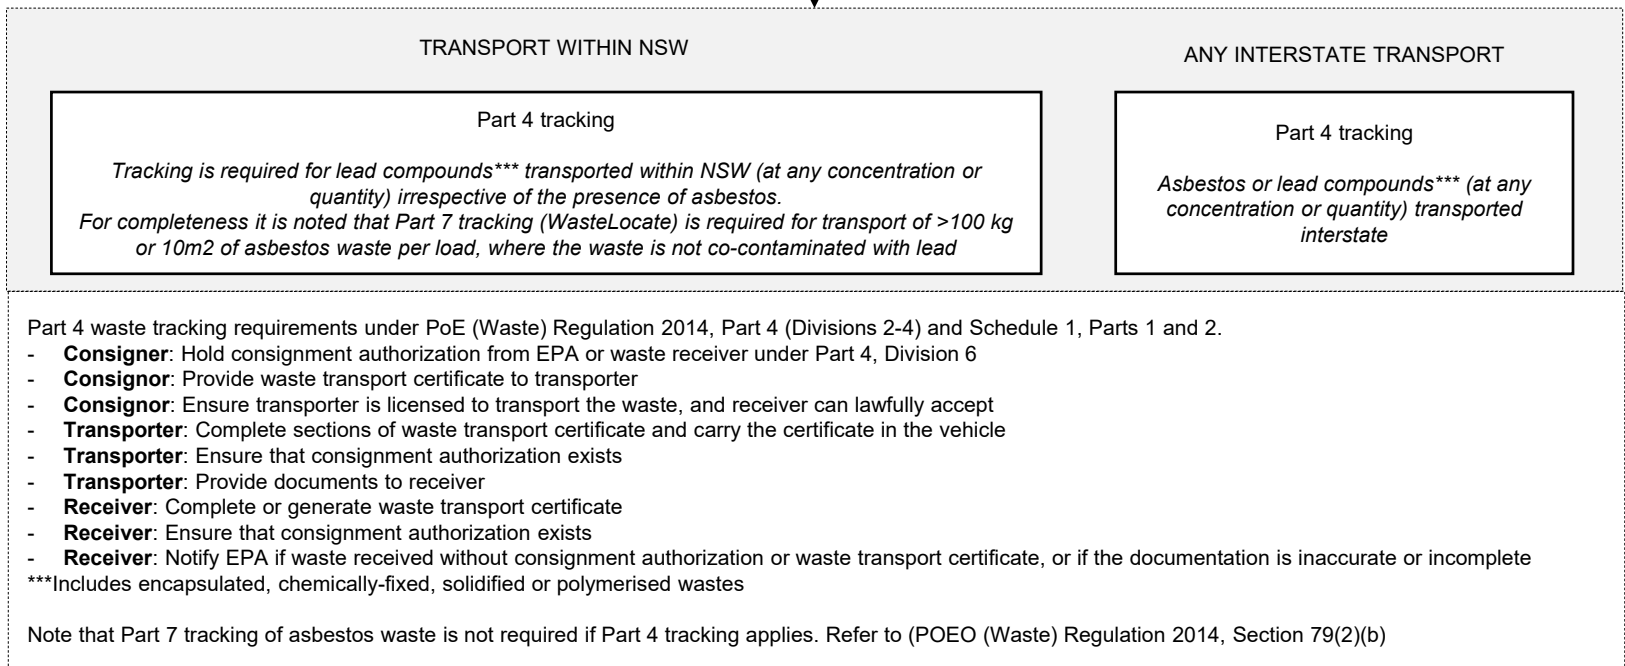 TRANSPORT WITHIN NSW
Part 4 tracking
Tracking is required for lead compounds*** transported within NSW (at any concentration or
quantity) irrespective of the presence of asbestos.
For completeness it is noted that Part 7 tracking (WasteLocate) is required for transport of >100 kg
or 10m2 of asbestos waste per load, where the waste is not co-contaminated with lead
ANY INTERSTATE TRANSPORT
Part 4 tracking
Asbestos or lead compounds*** (at any
concentration or quantity) transported
interstate
Part 4 waste tracking requirements under PoE (Waste) Regulation 2014, Part 4 (Divisions 2-4) and Schedule 1, Parts 1 and 2.
- Consigner: Hold consignment authorization from EPA or waste receiver under Part 4, Division 6
- Consignor: Provide waste transport certificate to transporter
- Consignor: Ensure transporter is licensed to transport the waste, and receiver can lawfully accept
- Transporter: Complete sections of waste transport certificate and carry the certificate in the vehicle
- Transporter: Ensure that consignment authorization exists
- Transporter: Provide documents to receiver
- Receiver: Complete or generate waste transport certificate
- Receiver: Ensure that consignment authorization exists
- Receiver: Notify EPA if waste received without consignment authorization or waste transport certificate, or if the documentation is inaccurate or incomplete
***Includes encapsulated, chemically-fixed, solidified or polymerised wastes
Note that Part 7 tracking of asbestos waste is not required if Part 4 tracking applies. Refer to (POEO (Waste) Regulation 2014, Section 79(2)(b)